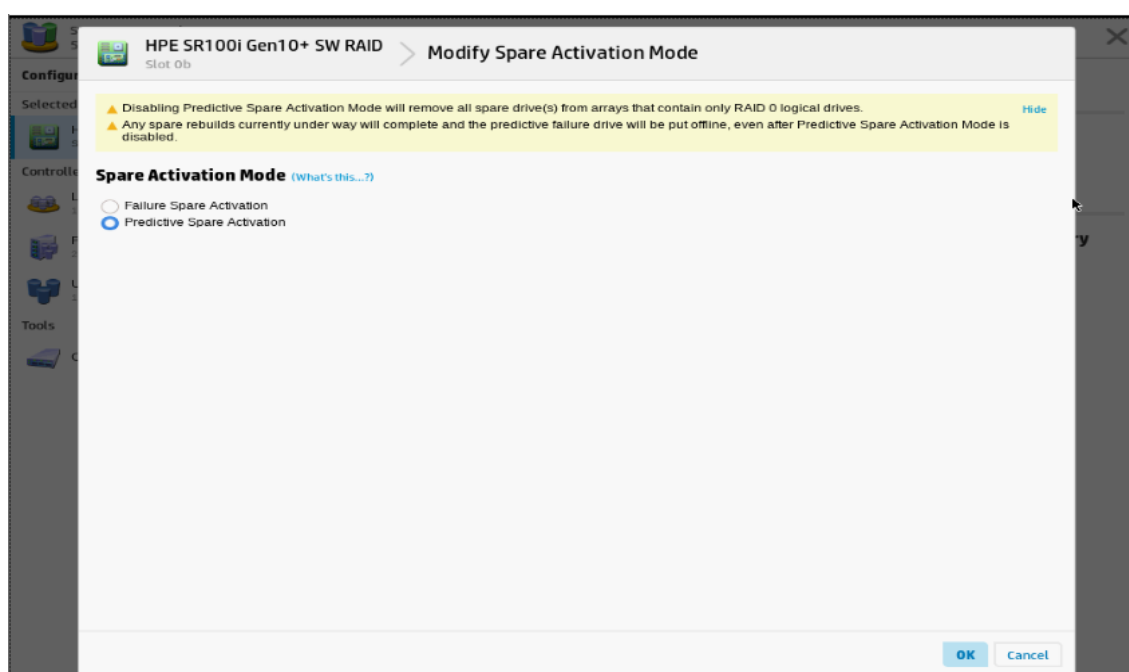 HPE SR100i Gen10+ SW RAID
Slot 0b
Modify Spare Activation Mode
Configur
Selected
Controlle
Tools
Disabling Predictive Spare Activation Mode will remove all spare drive(s) from arrays that contain only RAID 0 logical drives.
Hide
Any spare rebuilds currently under way will complete and the predictive failure drive will be put offline, even after Predictive Spare Activation Mode is
disabled.
Spare Activation Mode (What's this...?)
Failure Spare Activation
Predictive Spare Activation
ry
OK
Cancel